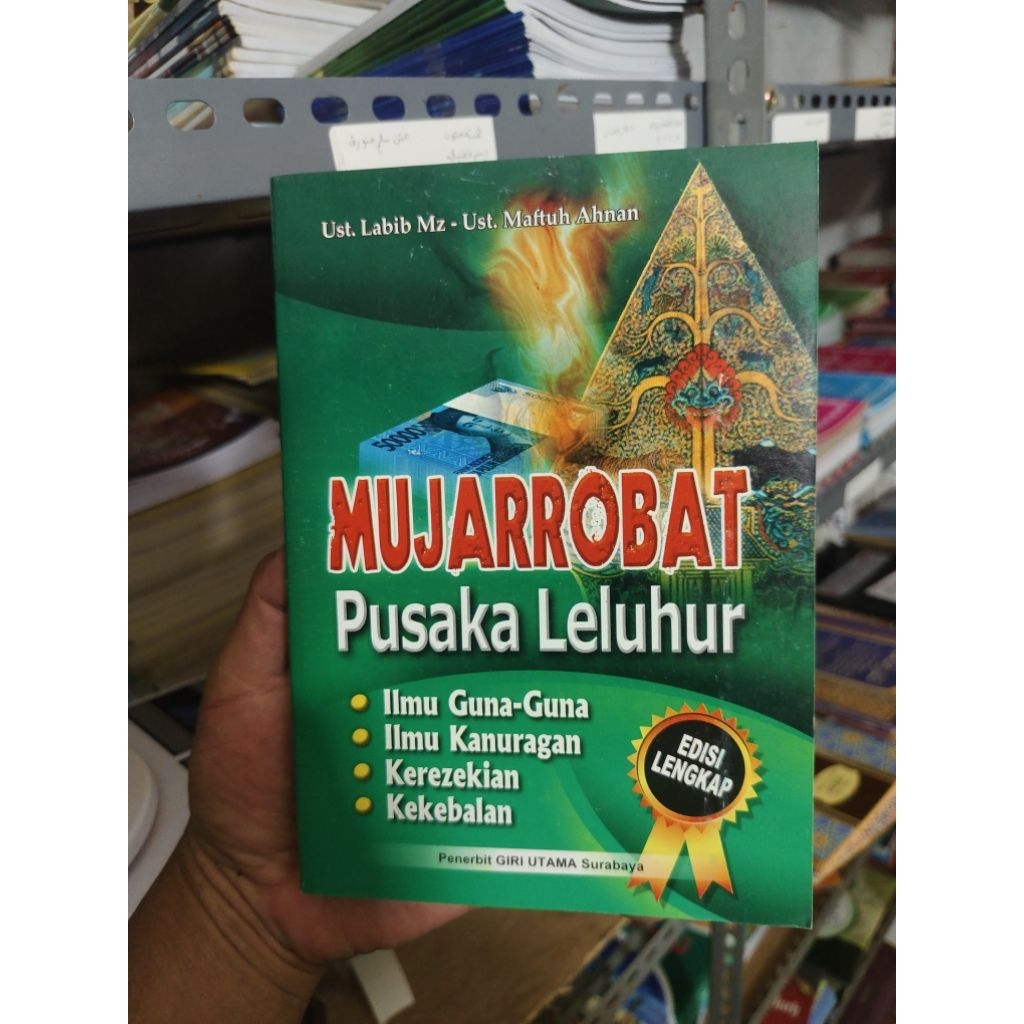 Ust. Labib Mz - Ust. Maftuh Ahnan
50000
MUJARROBAT
Pusaka Leluhur
Ilmu Guna-Guna
Ilmu Kanuragan
Kerezekian
Kekebalan
EDISI
LENGKAP
Penerbit GIRI UTAMA Surabaya